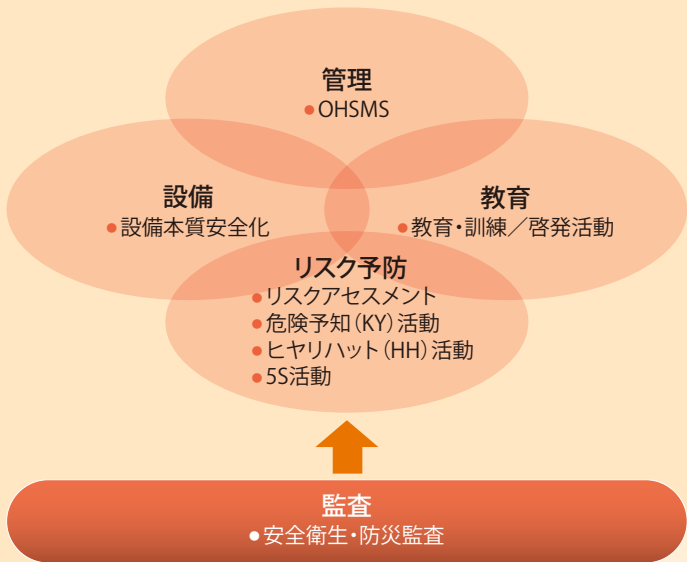 管理
●OHSMS
設備
●設備本質安全化
教育
●教育・訓練／啓発活動
リスク予防
●リスクアセスメント
●危険予知（KY）活動
●ヒヤリハット（HH）活動
●5S活動
監査
●安全衛生・防災監査